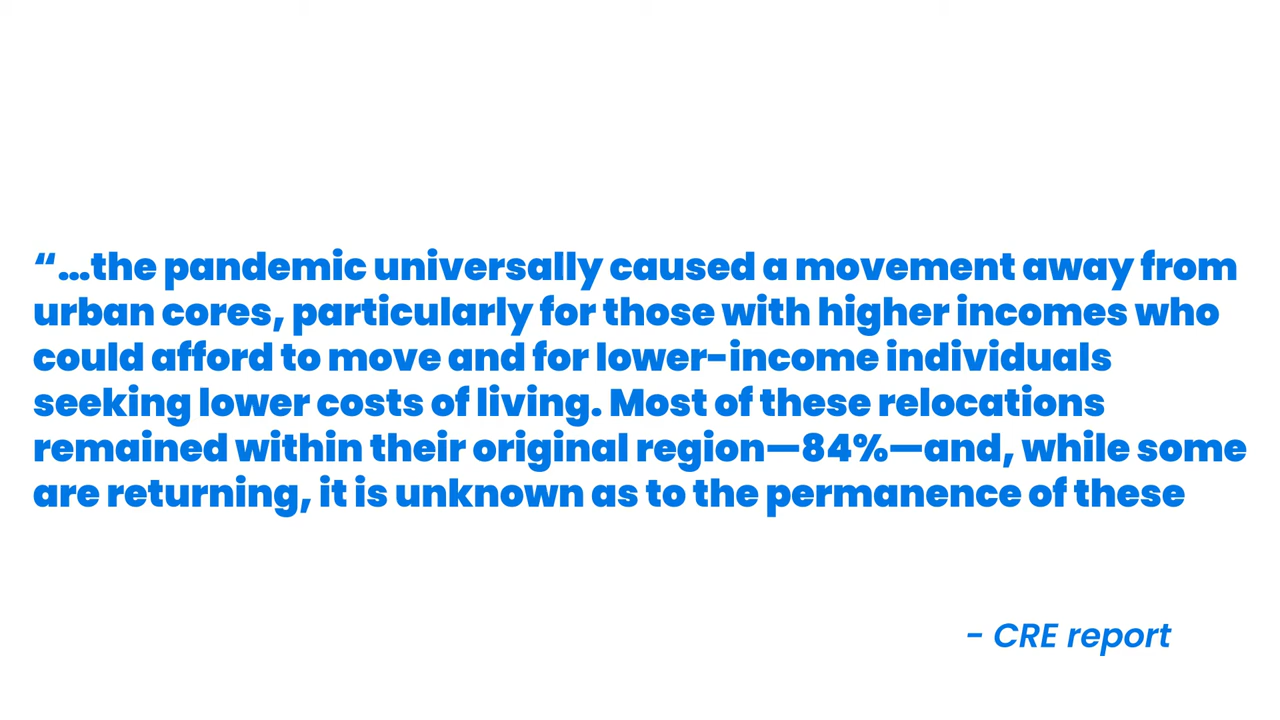 “...the pandemic universally caused a movement away from
urban cores, particularly for those with higher incomes who
could afford to move and for lower-income individuals
seeking lower costs of living. Most of these relocations
remained within their original region—84%—and, while some
are returning, it is unknown as to the permanence of these
- CRE report